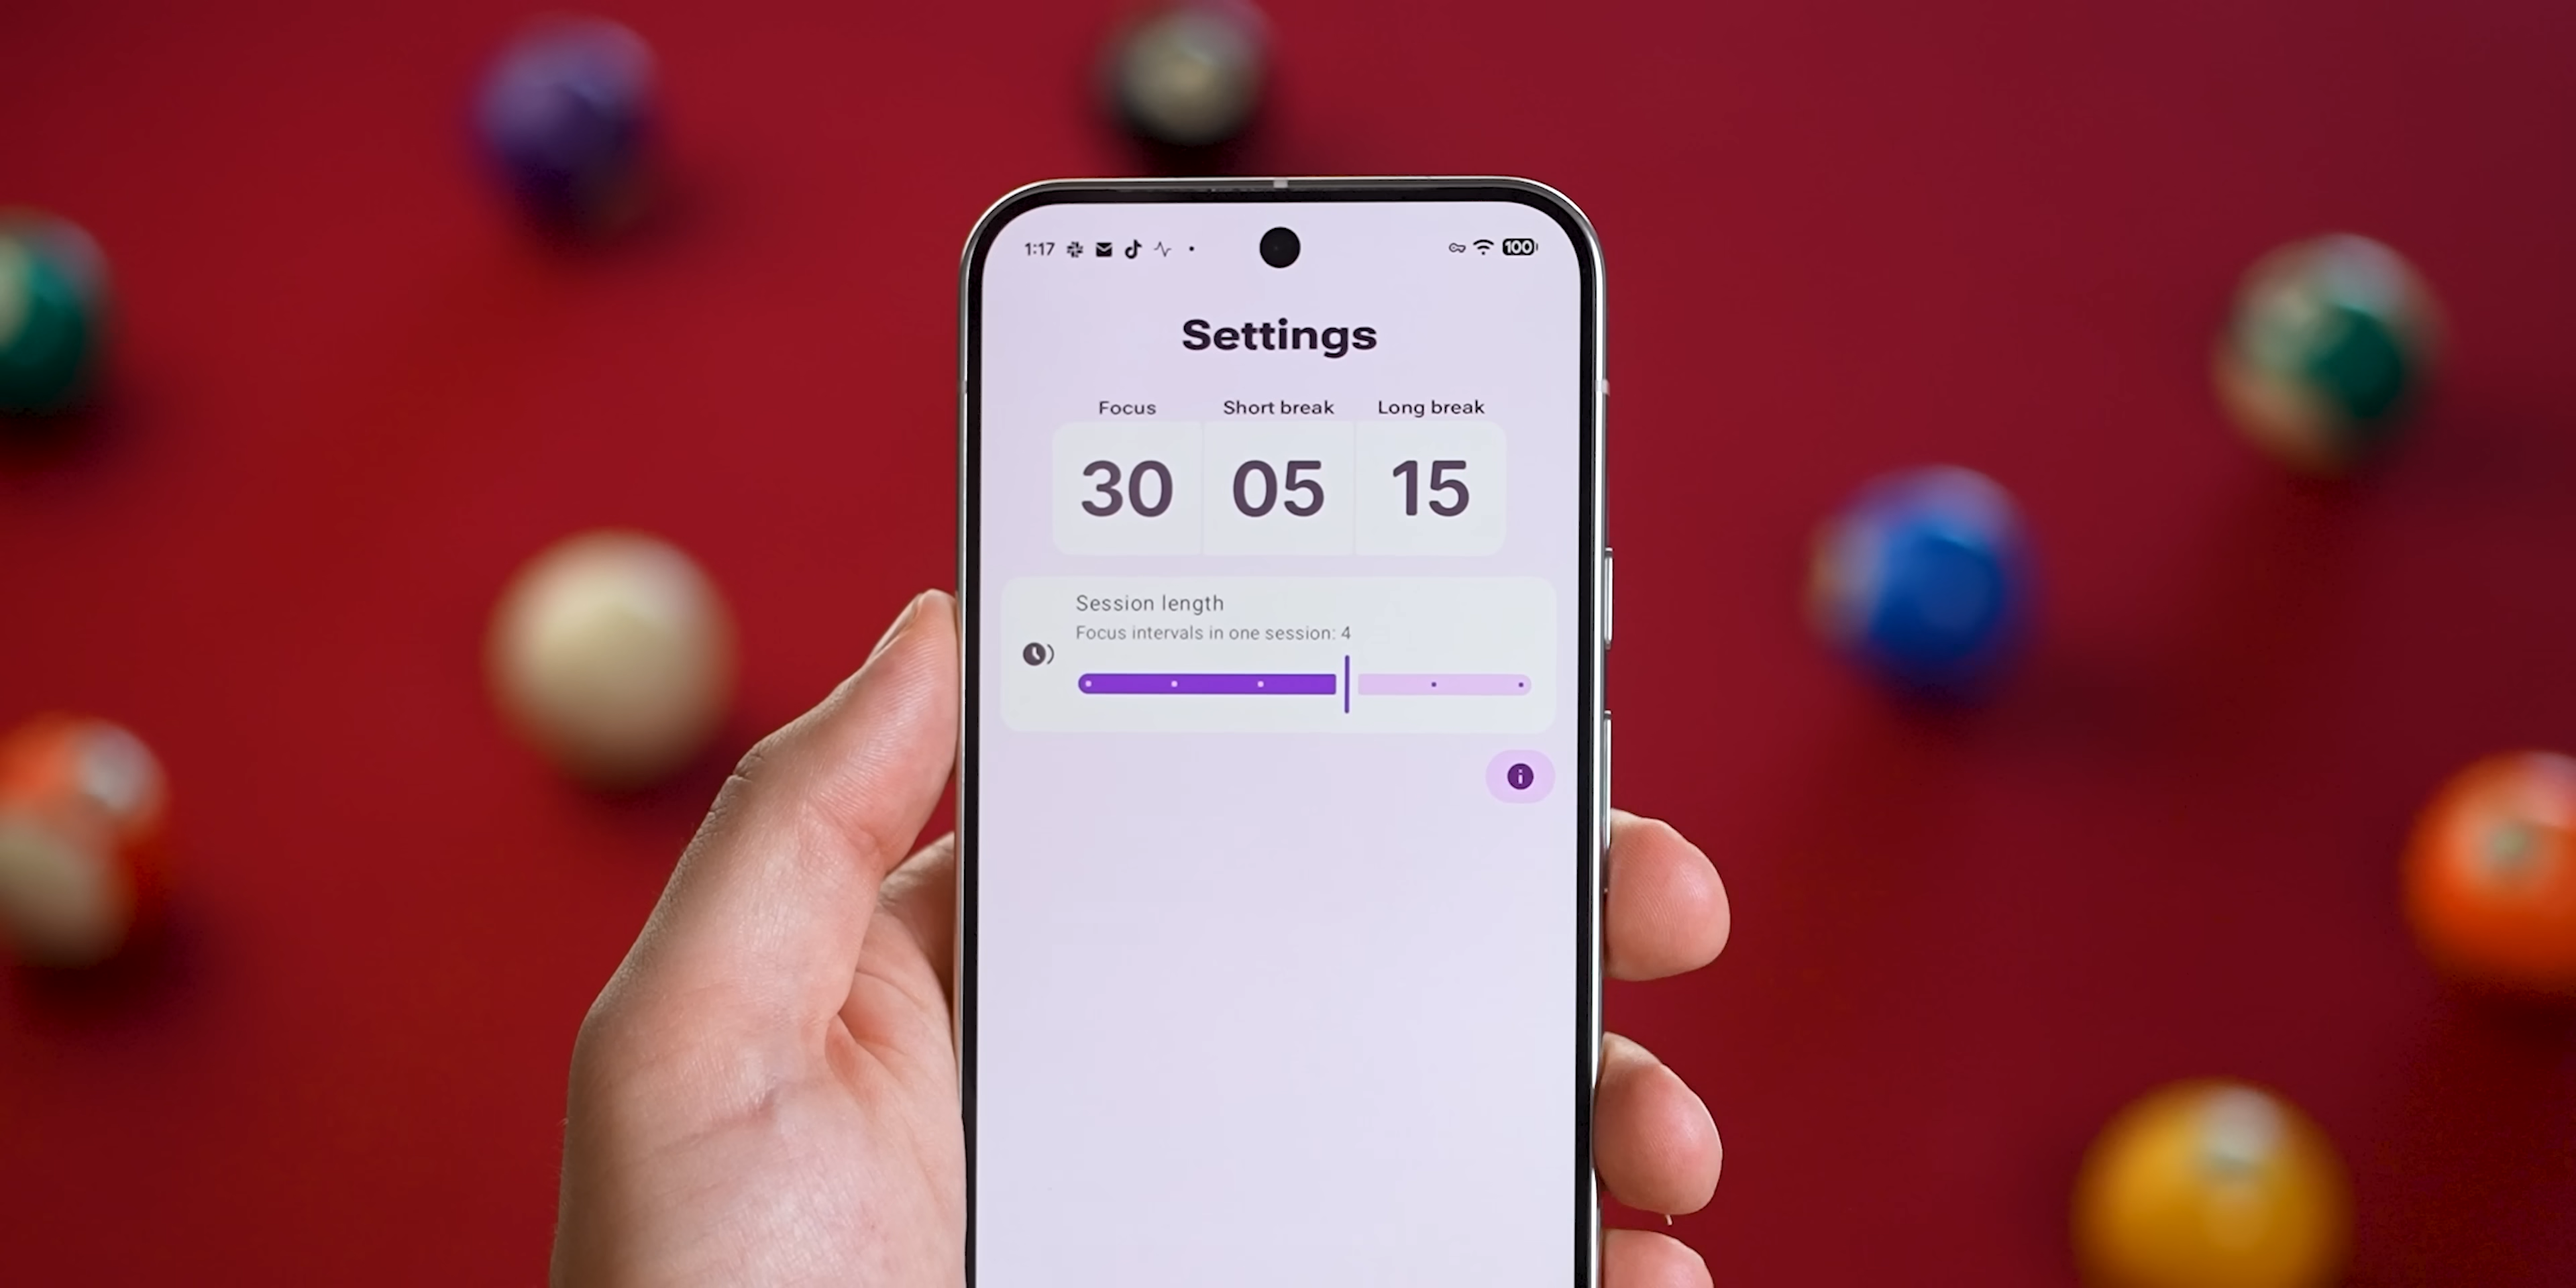 1:17 100
Settings
Focus Short break Long break
30 05 15
Session length
Focus intervals in one session: 4